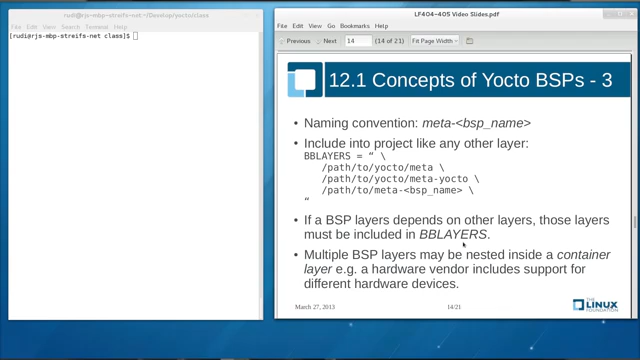 rudi@rjs-mbp-streifs-net :~/Develop/yocto/class
File Edit View Search Terminal Help
[rudi@rjs-mbp-streifs-net class]$
LF404-405 Video Slides.pdf
File Edit View Go Bookmarks Help
Previous Next 14 (14 of 21) Fit Page Width
12.1 Concepts of Yocto BSPs - 3
• Naming convention: meta-<bsp_name>
• Include into project like any other layer:
BBLAYERS = “ \
/path/to/yocto/meta \
/path/to/yocto/meta-yocto \
/path/to/meta-<bsp_name> \
“
• If a BSP layers depends on other layers, those layers
must be included in BBLAYERS.
• Multiple BSP layers may be nested inside a container
layer e.g. a hardware vendor includes support for
different hardware devices.
March 27, 2013 14/21
THE
LINUX
FOUNDATION